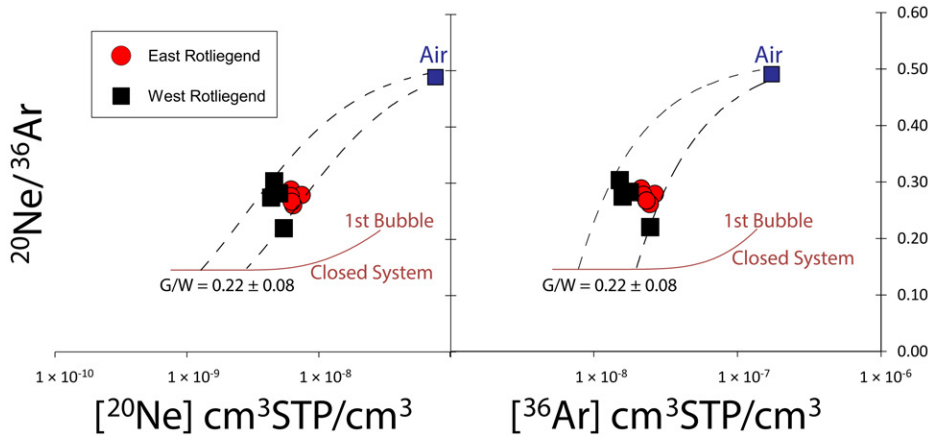 East Rotliegend
West Rotliegend
²⁰Ne/³⁶Ar
Air
1st Bubble
Closed System
G/W = 0.22 ± 0.08
1 × 10⁻¹⁰
1 × 10⁻⁹
1 × 10⁻⁸
[²⁰Ne] cm³STP/cm³
Air
1st Bubble
Closed System
G/W = 0.22 ± 0.08
0.60
0.50
0.40
0.30
0.20
0.10
0.00
1 × 10⁻⁸
1 × 10⁻⁷
1 × 10⁻⁶
[³⁶Ar] cm³STP/cm³